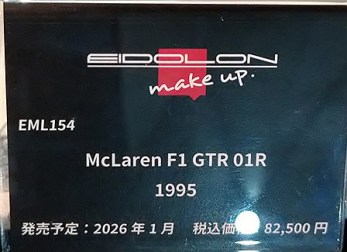 EIDOLON
make up.
EML154
McLaren F1 GTR 01R
1995
発売予定：2026年1月 税込価 82,500円